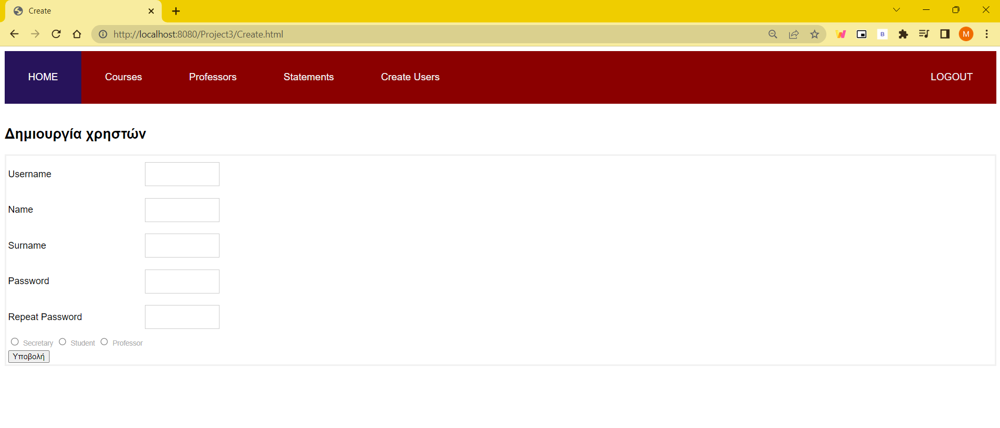 Create
http://localhost:8080/Project3/Create.html
B
M
HOME Courses Professors Statements Create Users LOGOUT
Δημιουργία χρηστών
Username
Name
Surname
Password
Repeat Password
Secretary Student Professor
Υποβολή